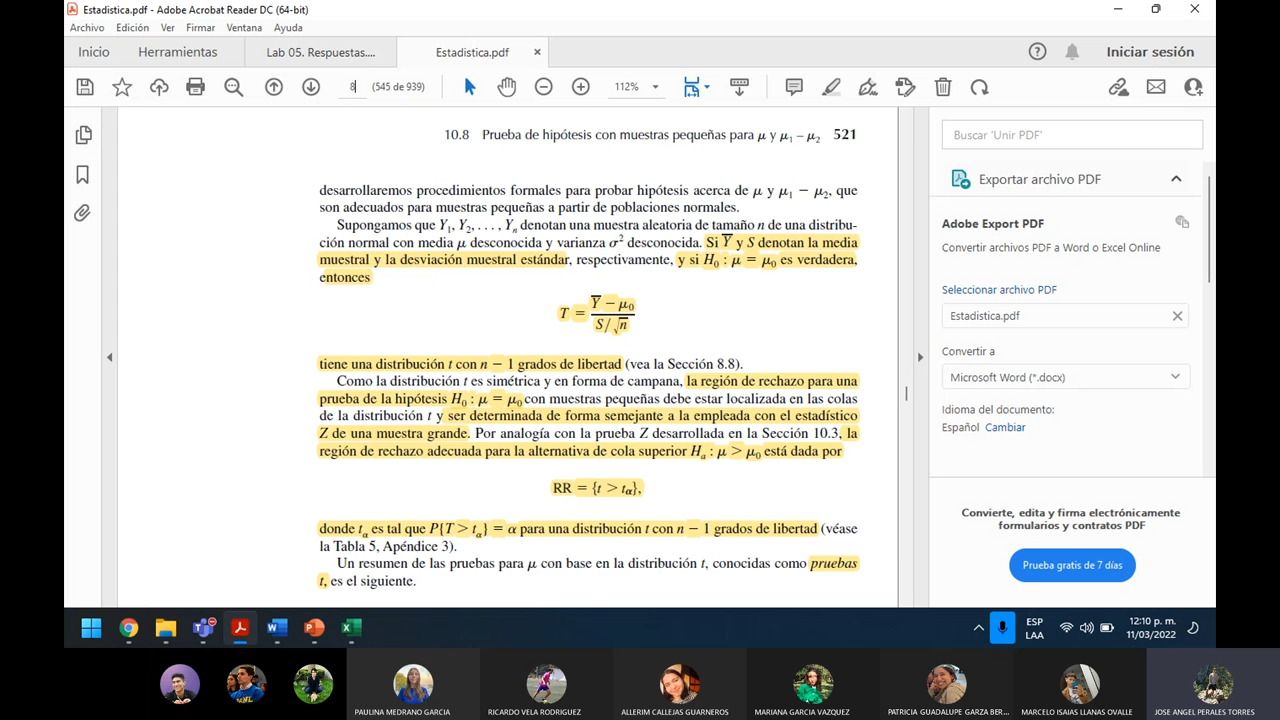 Estadistica.pdf - Adobe Acrobat Reader DC (64-bit)
Archivo Edición Ver Firmar Ventana Ayuda
Inicio Herramientas Lab 05. Respuestas.... Estadistica.pdf × Iniciar sesión
8 (545 de 939) 112%
10.8 Prueba de hipótesis con muestras pequeñas para μ y μ₁ – μ₂ 521
desarrollaremos procedimientos formales para probar hipótesis acerca de μ y μ₁ − μ₂, que
son adecuados para muestras pequeñas a partir de poblaciones normales.
Supongamos que Y₁, Y₂, . . . , Yₙ denotan una muestra aleatoria de tamaño n de una distribu-
ción normal con media μ desconocida y varianza σ² desconocida. Si Y̅ y S denotan la media
muestral y la desviación muestral estándar, respectivamente, y si H₀ : μ = μ₀ es verdadera,
entonces
T = (Y̅ − μ₀) / (S/√n)
tiene una distribución t con n − 1 grados de libertad (vea la Sección 8.8).
Como la distribución t es simétrica y en forma de campana, la región de rechazo para una
prueba de la hipótesis H₀ : μ = μ₀ con muestras pequeñas debe estar localizada en las colas
de la distribución t y ser determinada de forma semejante a la empleada con el estadístico
Z de una muestra grande. Por analogía con la prueba Z desarrollada en la Sección 10.3, la
región de rechazo adecuada para la alternativa de cola superior Hₐ : μ > μ₀ está dada por
RR = {t > tα},
donde tα es tal que P{T > tα} = α para una distribución t con n − 1 grados de libertad (véase
la Tabla 5, Apéndice 3).
Un resumen de las pruebas para μ con base en la distribución t, conocidas como pruebas
t, es el siguiente.
Buscar 'Unir PDF'
Exportar archivo PDF
Adobe Export PDF
Convertir archivos PDF a Word o Excel Online
Seleccionar archivo PDF
Estadistica.pdf
Convertir a
Microsoft Word (*.docx)
Idioma del documento:
Español Cambiar
Convierte, edita y firma electrónicamente
formularios y contratos PDF
Prueba gratis de 7 días
ESP
LAA
12:10 p. m.
11/03/2022
PAULINA MEDRANO GARCIA
RICARDO VELA RODRIGUEZ
ALLERIM CALLEJAS GUARNEROS
MARIANA GARCIA VAZQUEZ
PATRICIA GUADALUPE GARZA BER...
MARCELO ISAIAS LLANAS OVALLE
JOSE ANGEL PERALES TORRES